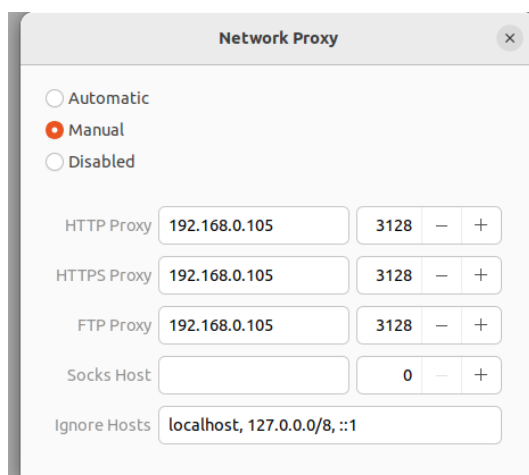 Network Proxy
Automatic
Manual
Disabled
HTTP Proxy 192.168.0.105 3128 – +
HTTPS Proxy 192.168.0.105 3128 – +
FTP Proxy 192.168.0.105 3128 – +
Socks Host 0 – +
Ignore Hosts localhost, 127.0.0.0/8, ::1